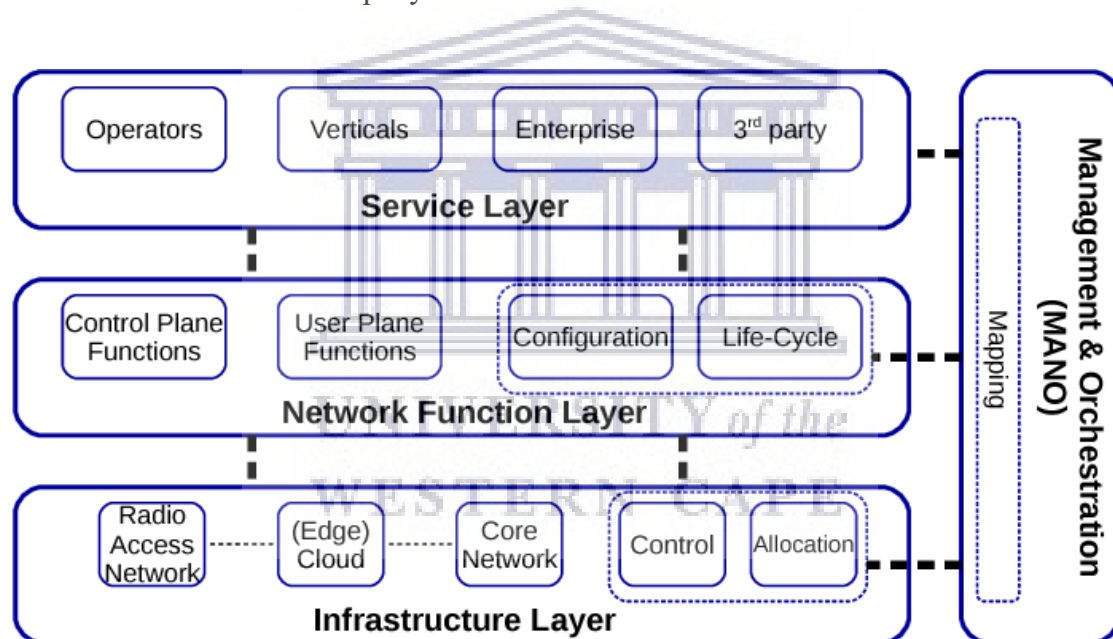 party
Operators
Verticals
Enterprise
3rd party
Service Layer
Control Plane
Functions
User Plane
Functions
Configuration
Life-Cycle
Network Function Layer
UNIVERSITY of the
WESTERN CAPE
Radio
Access
Network
(Edge)
Cloud
Core
Network
Control
Allocation
Infrastructure Layer
Mapping
Management & Orchestration
(MANO)